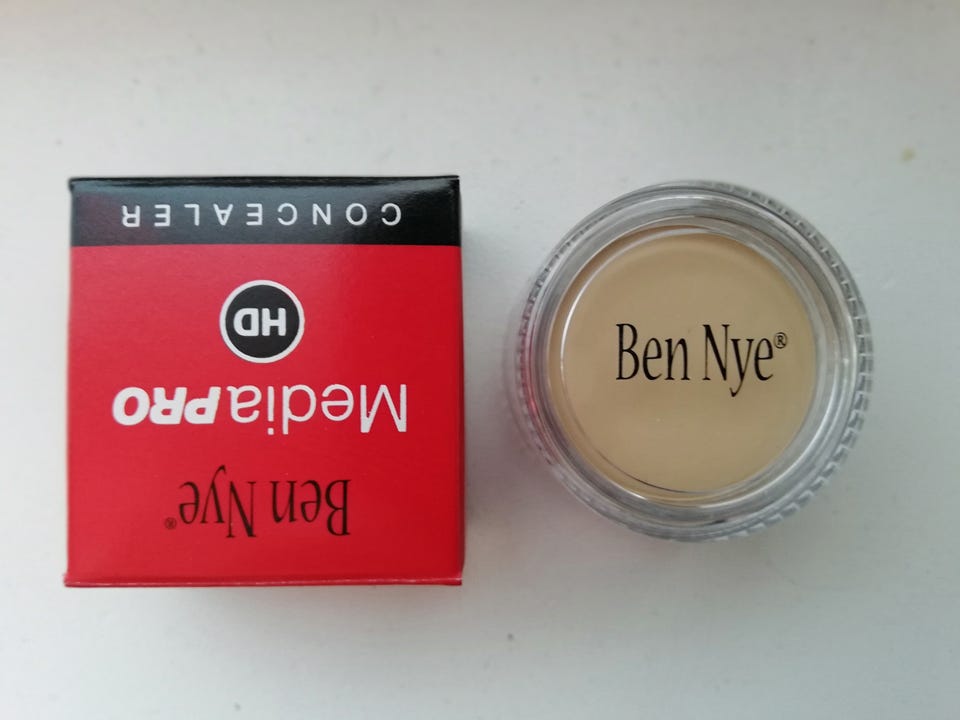 Ben Nye®
MediaPRO
HD
CONCEALER
Ben Nye®